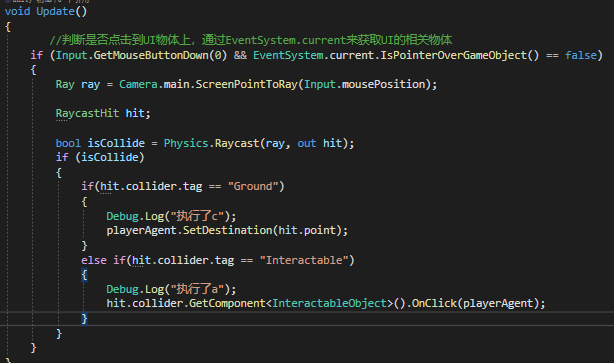 void Update()
{
//判断是否点击到UI物体上，通过EventSystem.current来获取UI的相关物体
if (Input.GetMouseButtonDown(0) && EventSystem.current.IsPointerOverGameObject() == false)
{
Ray ray = Camera.main.ScreenPointToRay(Input.mousePosition);
RaycastHit hit;
bool isCollide = Physics.Raycast(ray, out hit);
if (isCollide)
{
if(hit.collider.tag == "Ground")
{
Debug.Log("执行了c");
playerAgent.SetDestination(hit.point);
}
else if(hit.collider.tag == "Interactable")
{
Debug.Log("执行了a");
hit.collider.GetComponent<InteractableObject>().OnClick(playerAgent);
}
}
}
}